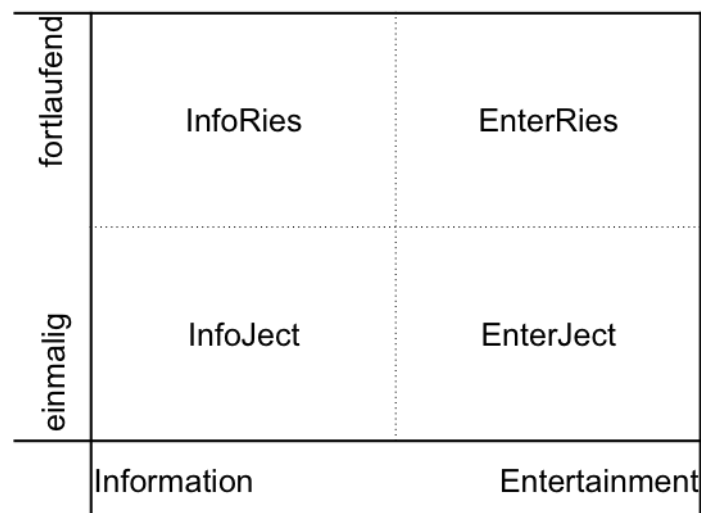 fortlaufend
InfoRies
EnterRies
einmalig
InfoJect
EnterJect
Information
Entertainment